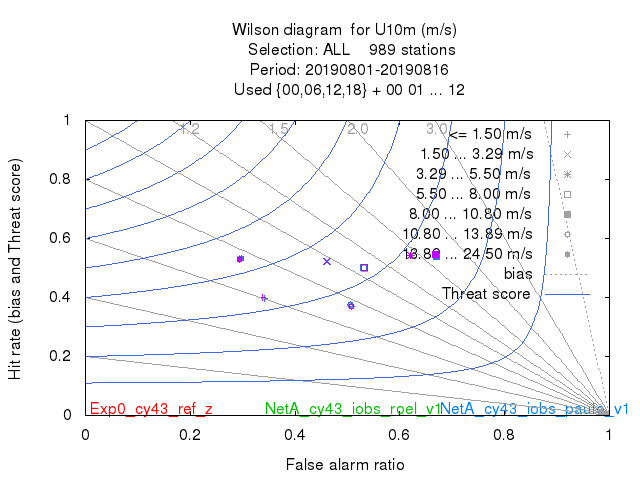 Wilson diagram  for U10m (m/s)
Selection: ALL    989 stations
Period: 20190801-20190816
Used {00,06,12,18} + 00 01 ... 12
1.2 1.5 2.0 3.0
<= 1.50 m/s
1.50 ... 3.29 m/s
3.29 ... 5.50 m/s
5.50 ... 8.00 m/s
8.00 ... 10.80 m/s
10.80 ... 13.89 m/s
13.89 ... 24.50 m/s
bias
Threat score
1
0.8
0.6
0.4
0.2
0
Hit rate (bias and Threat score)
Exp0_cy43_ref_z NetA_cy43_iobs_roel_v1 NetA_cy43_iobs_paulo_v1
0 0.2 0.4 0.6 0.8 1
False alarm ratio